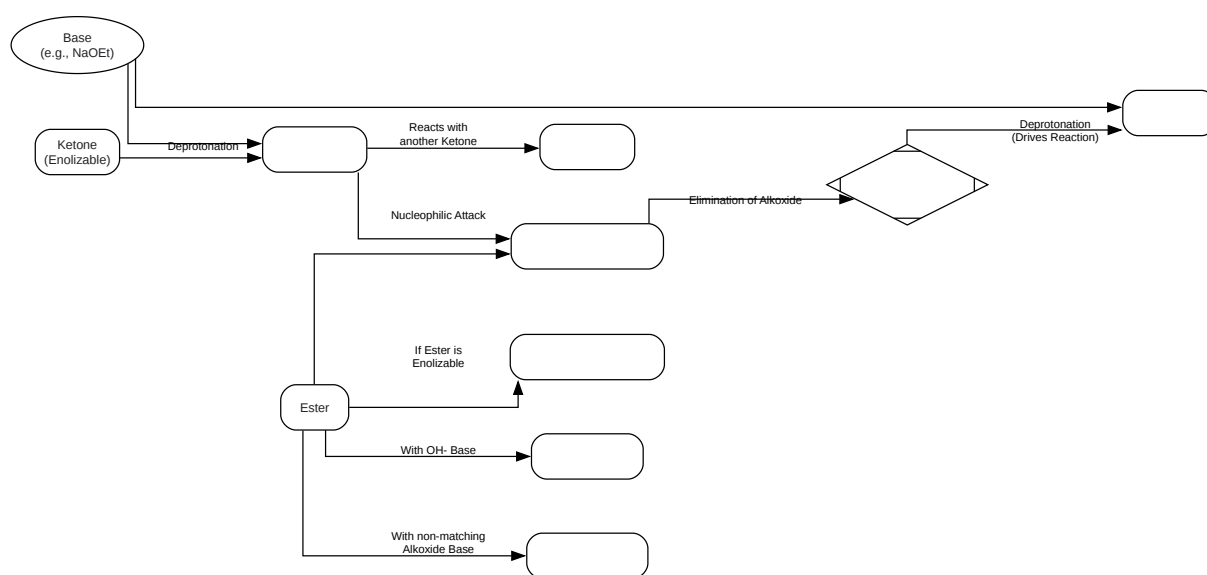 Base
(e.g., NaOEt)
Ketone
(Enolizable)
Deprotonation
Reacts with
another Ketone
Deprotonation
(Drives Reaction)
Nucleophilic Attack
Elimination of Alkoxide
If Ester is
Enolizable
Ester
With OH- Base
With non-matching
Alkoxide Base